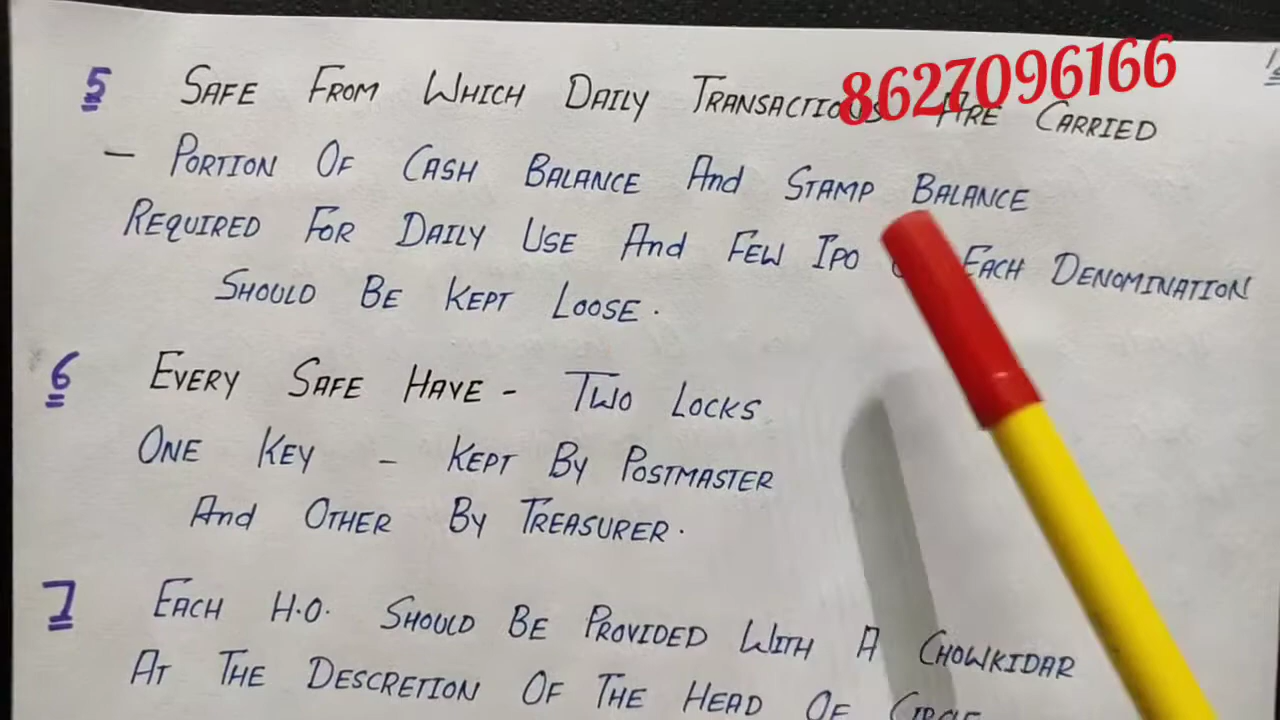 8627096166
5 SAFE FROM WHICH DAILY TRANSACTIONS ARE CARRIED
- PORTION OF CASH BALANCE And STAMP BALANCE
REQUIRED FOR DAILY USE And FEW IPO EACH DENOMINATION
SHOULD BE KEPT LOOSE.
6 EVERY SAFE HAVE - TWO LOCKS
ONE KEY - KEPT BY POSTMASTER
And OTHER BY TREASURER.
7 EACH H.O. SHOULD BE PROVIDED WITH A CHOWKIDAR
AT THE DESCRETION OF THE HEAD OF CIRCLE